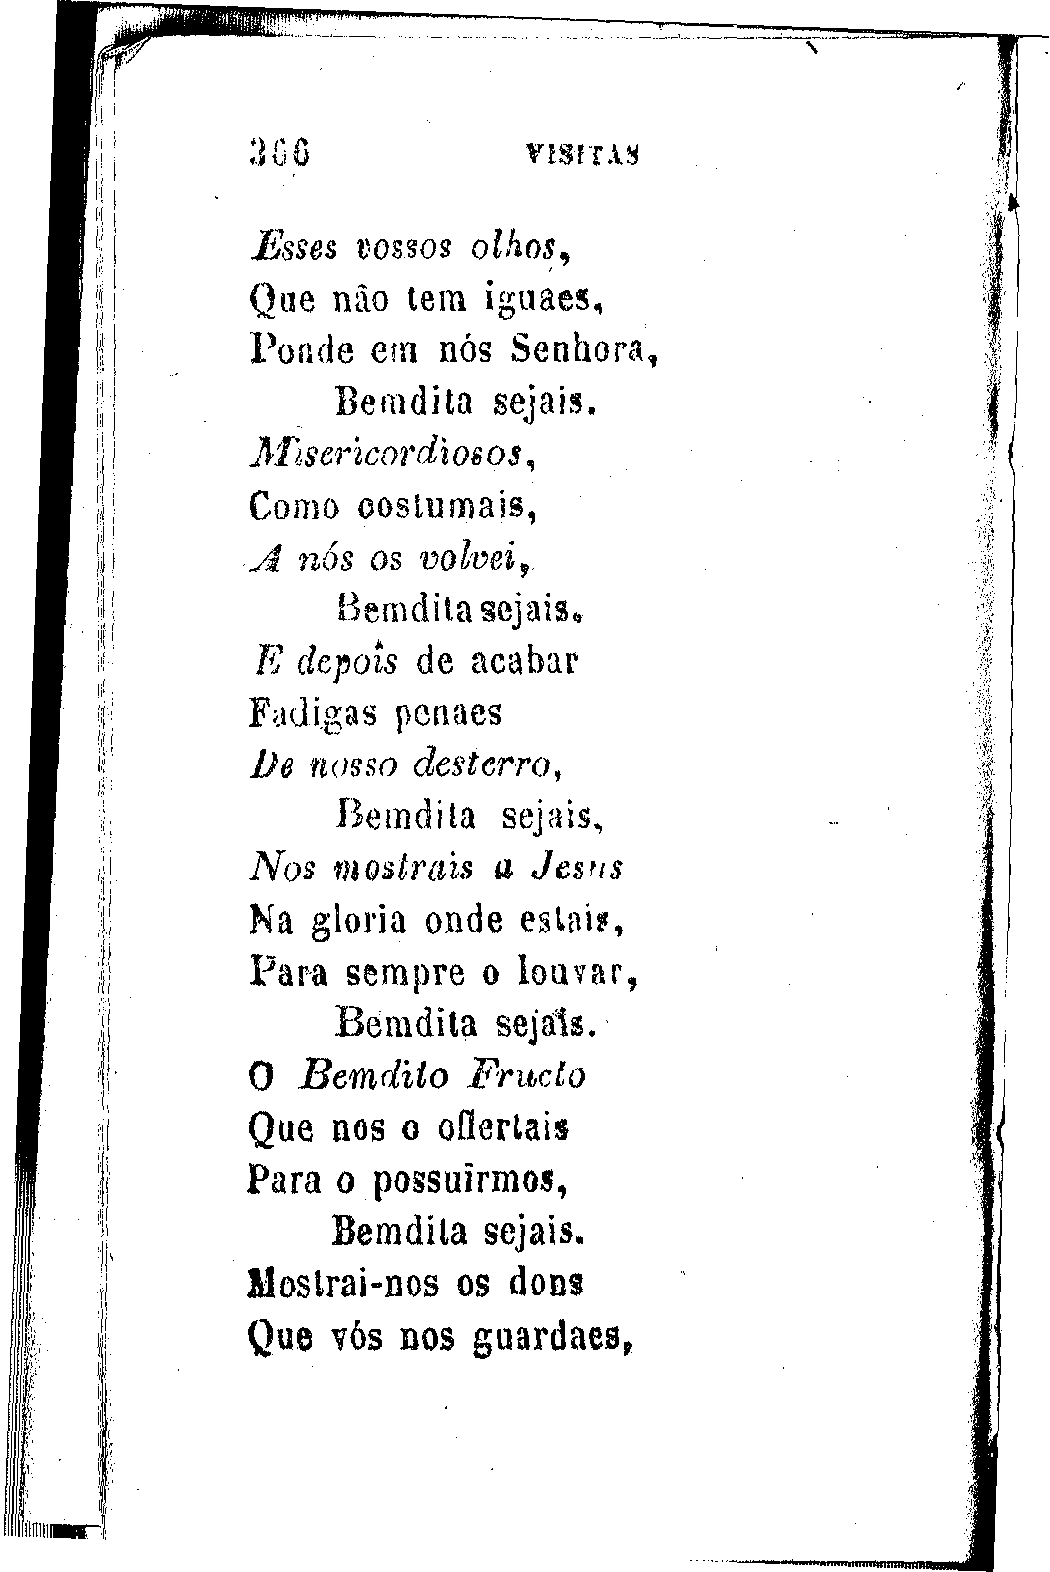 366 VISITAS
Esses vossos olhos,
Que não tem iguaes,
Ponde em nós Senhora,
Bemdita sejais.
Misericordiosos,
Como costumais,
A nós os volvei,
Bemdita sejais.
E depois de acabar
Fadigas penaes
De nosso desterro,
Bemdita sejais,
Nos mostrais a Jesus
Na gloria onde estais,
Para sempre o louvar,
Bemdita sejais.
O Bemdito Fructo
Que nos o offertais
Para o possuirmos,
Bemdita sejais.
Mostrai-nos os dons
Que vós nos guardaes,